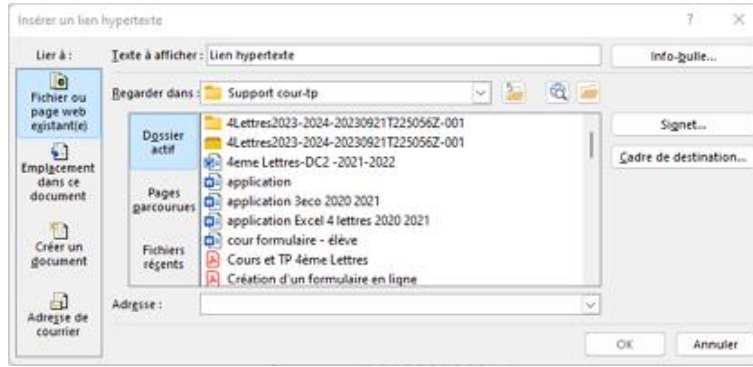 Insérer un lien hypertexte
? ×
Lier à :
Texte à afficher : Lien hypertexte
Info-bulle...
Fichier ou
page web
existant(e)
Regarder dans : Support cour-tp
Signet...
Cadre de destination...
Dossier
actif
4Lettres2023-2024-20230921T225056Z-001
4Lettres2023-2024-20230921T225056Z-001
4eme Lettres-DC2 -2021-2022
application
application 3eco 2020 2021
application Excel 4 lettres 2020 2021
cour formulaire - élève
Cours et TP 4ème Lettres
Création d'un formulaire en ligne
Emplacement
dans ce
document
Pages
parcourues
Créer un
document
Fichiers
récents
Adresse :
Adresse de
courrier
OK
Annuler